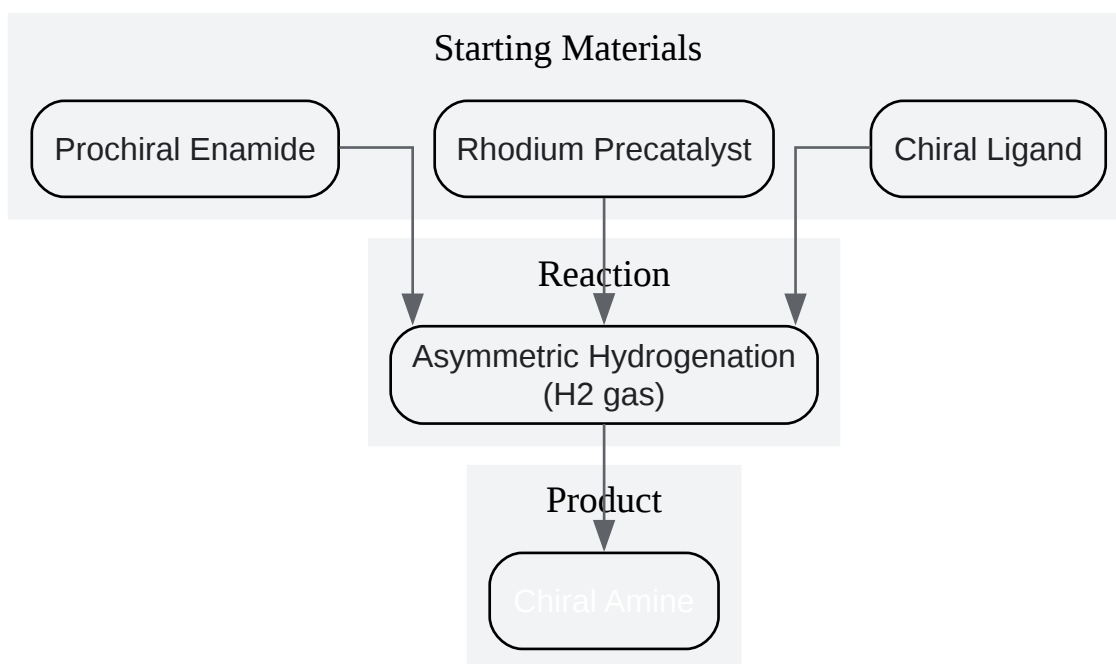 Starting Materials
Prochiral Enamide
Rhodium Precatalyst
Chiral Ligand
Reaction
Asymmetric Hydrogenation
(H2 gas)
Product
Chiral Amine